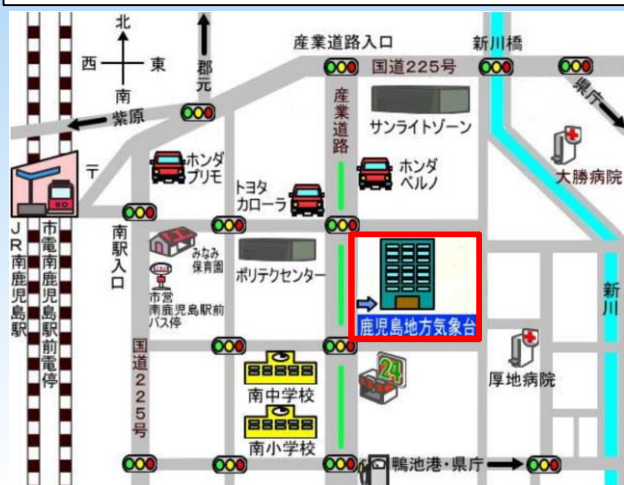 北
西
東
南
郡元
紫原
産業道路入口
国道225号
新川橋
県庁
産業道路
サンライトゾーン
大勝病院
〒
ホンダ
プリモ
トヨタ
カローラ
ホンダ
ベルノ
JR南鹿児島駅
市電南鹿児島駅前電停
南駅入口
みなみ
保育園
市営
南鹿児島駅前
バス停
ポリテクセンター
鹿児島地方気象台
新川
国道225号
南中学校
24
厚地病院
南小学校
鴨池港・県庁